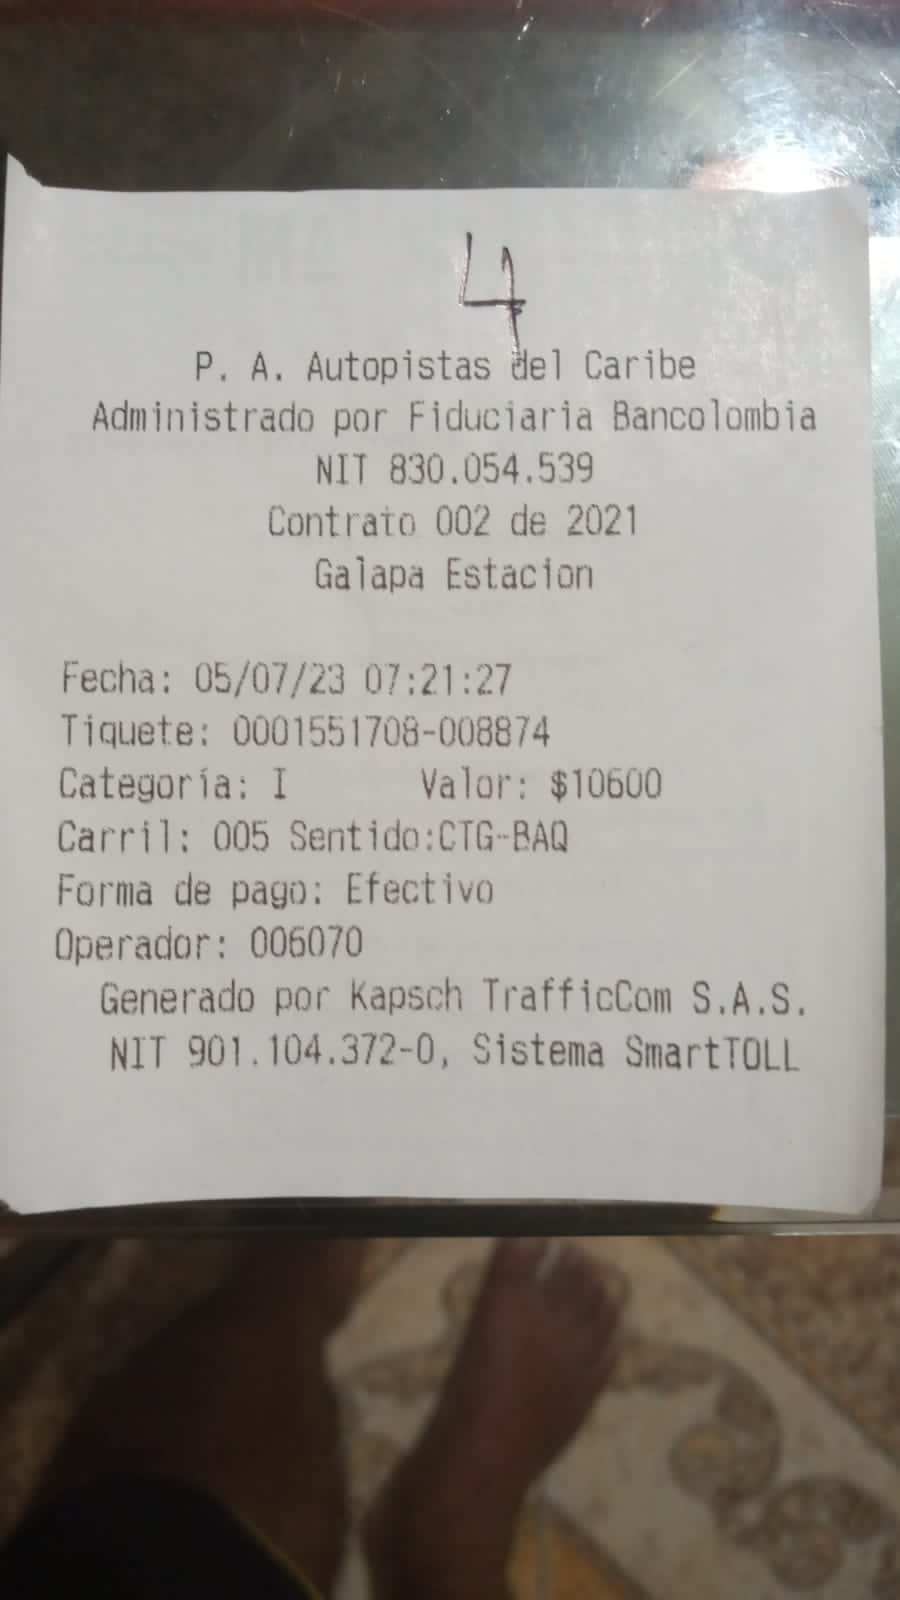 4
P. A. Autopistas del Caribe
Administrado por Fiduciaria Bancolombia
NIT 830.054.539
Contrato 002 de 2021
Galapa Estacion
Fecha: 05/07/23 07:21:27
Tiquete: 0001551708-008874
Categoría: I Valor: $10600
Carril: 005 Sentido:CTG-BAQ
Forma de pago: Efectivo
Operador: 006070
Generado por Kapsch TrafficCom S.A.S.
NIT 901.104.372-0, Sistema SmartTOLL